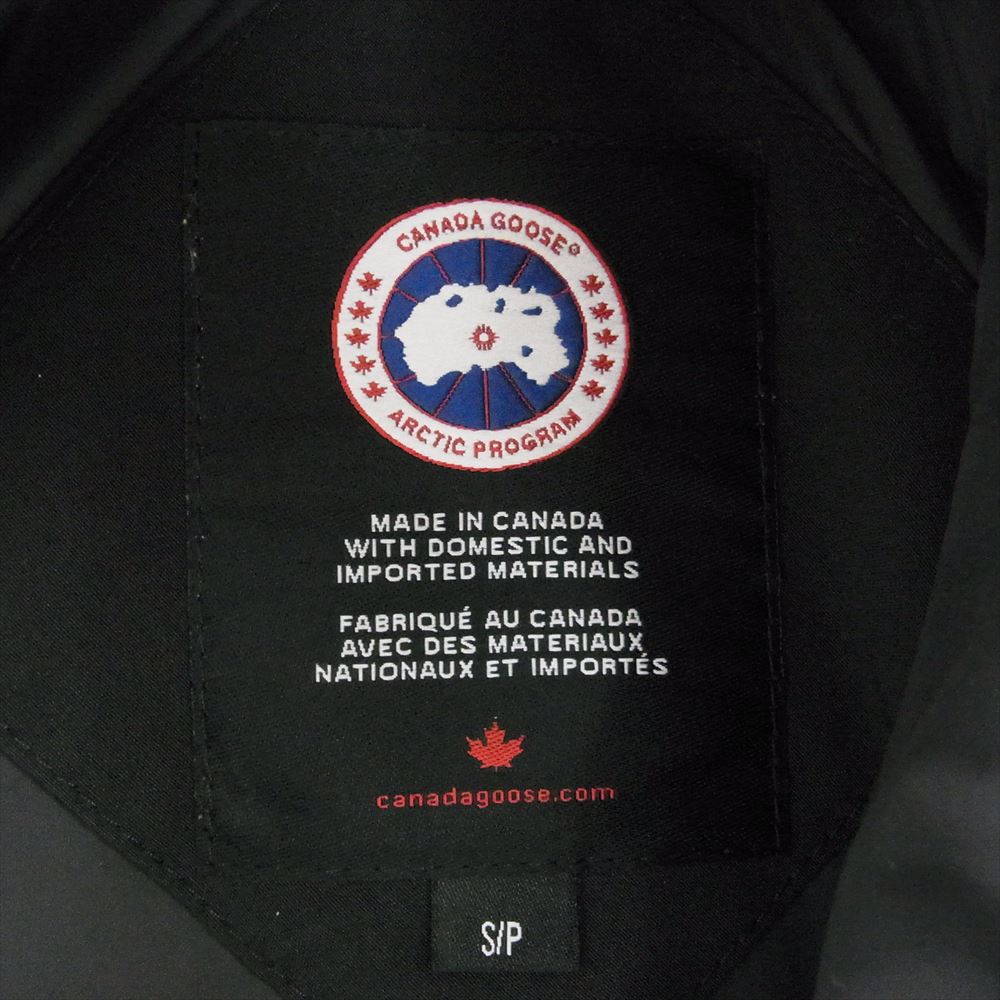 CANADA GOOSE®
ARCTIC PROGRAM
MADE IN CANADA
WITH DOMESTIC AND
IMPORTED MATERIALS
FABRIQUÉ AU CANADA
AVEC DES MATERIAUX
NATIONAUX ET IMPORTÉS
canadagoose.com
S/P